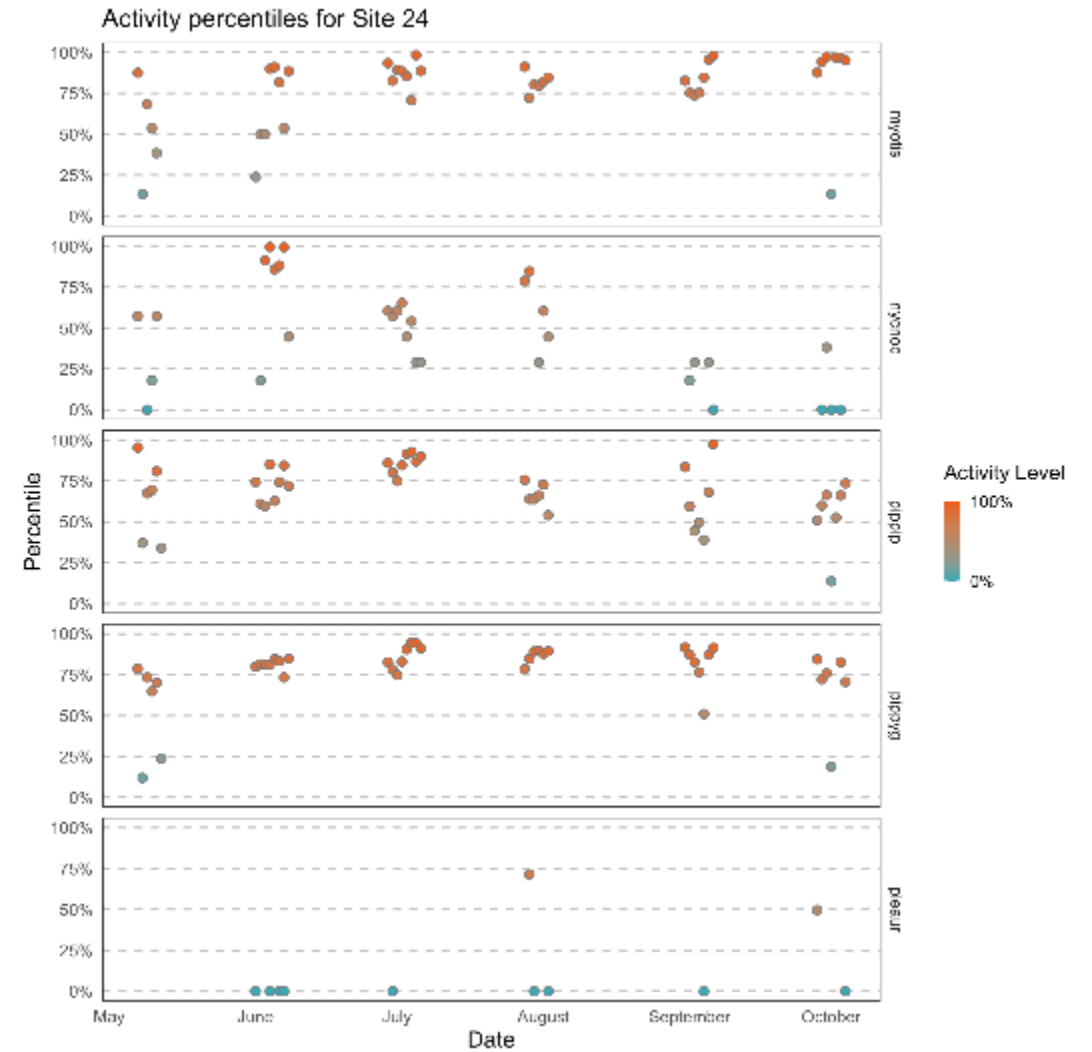 Activity percentiles for Site 24
100%
75%
50%
25%
0%
myotis
100%
75%
50%
25%
0%
nycnoc
100%
75%
50%
25%
0%
pippip
100%
75%
50%
25%
0%
pippyg
100%
75%
50%
25%
0%
plesur
Percentile
May June July August September October
Date
Activity Level
100%
0%